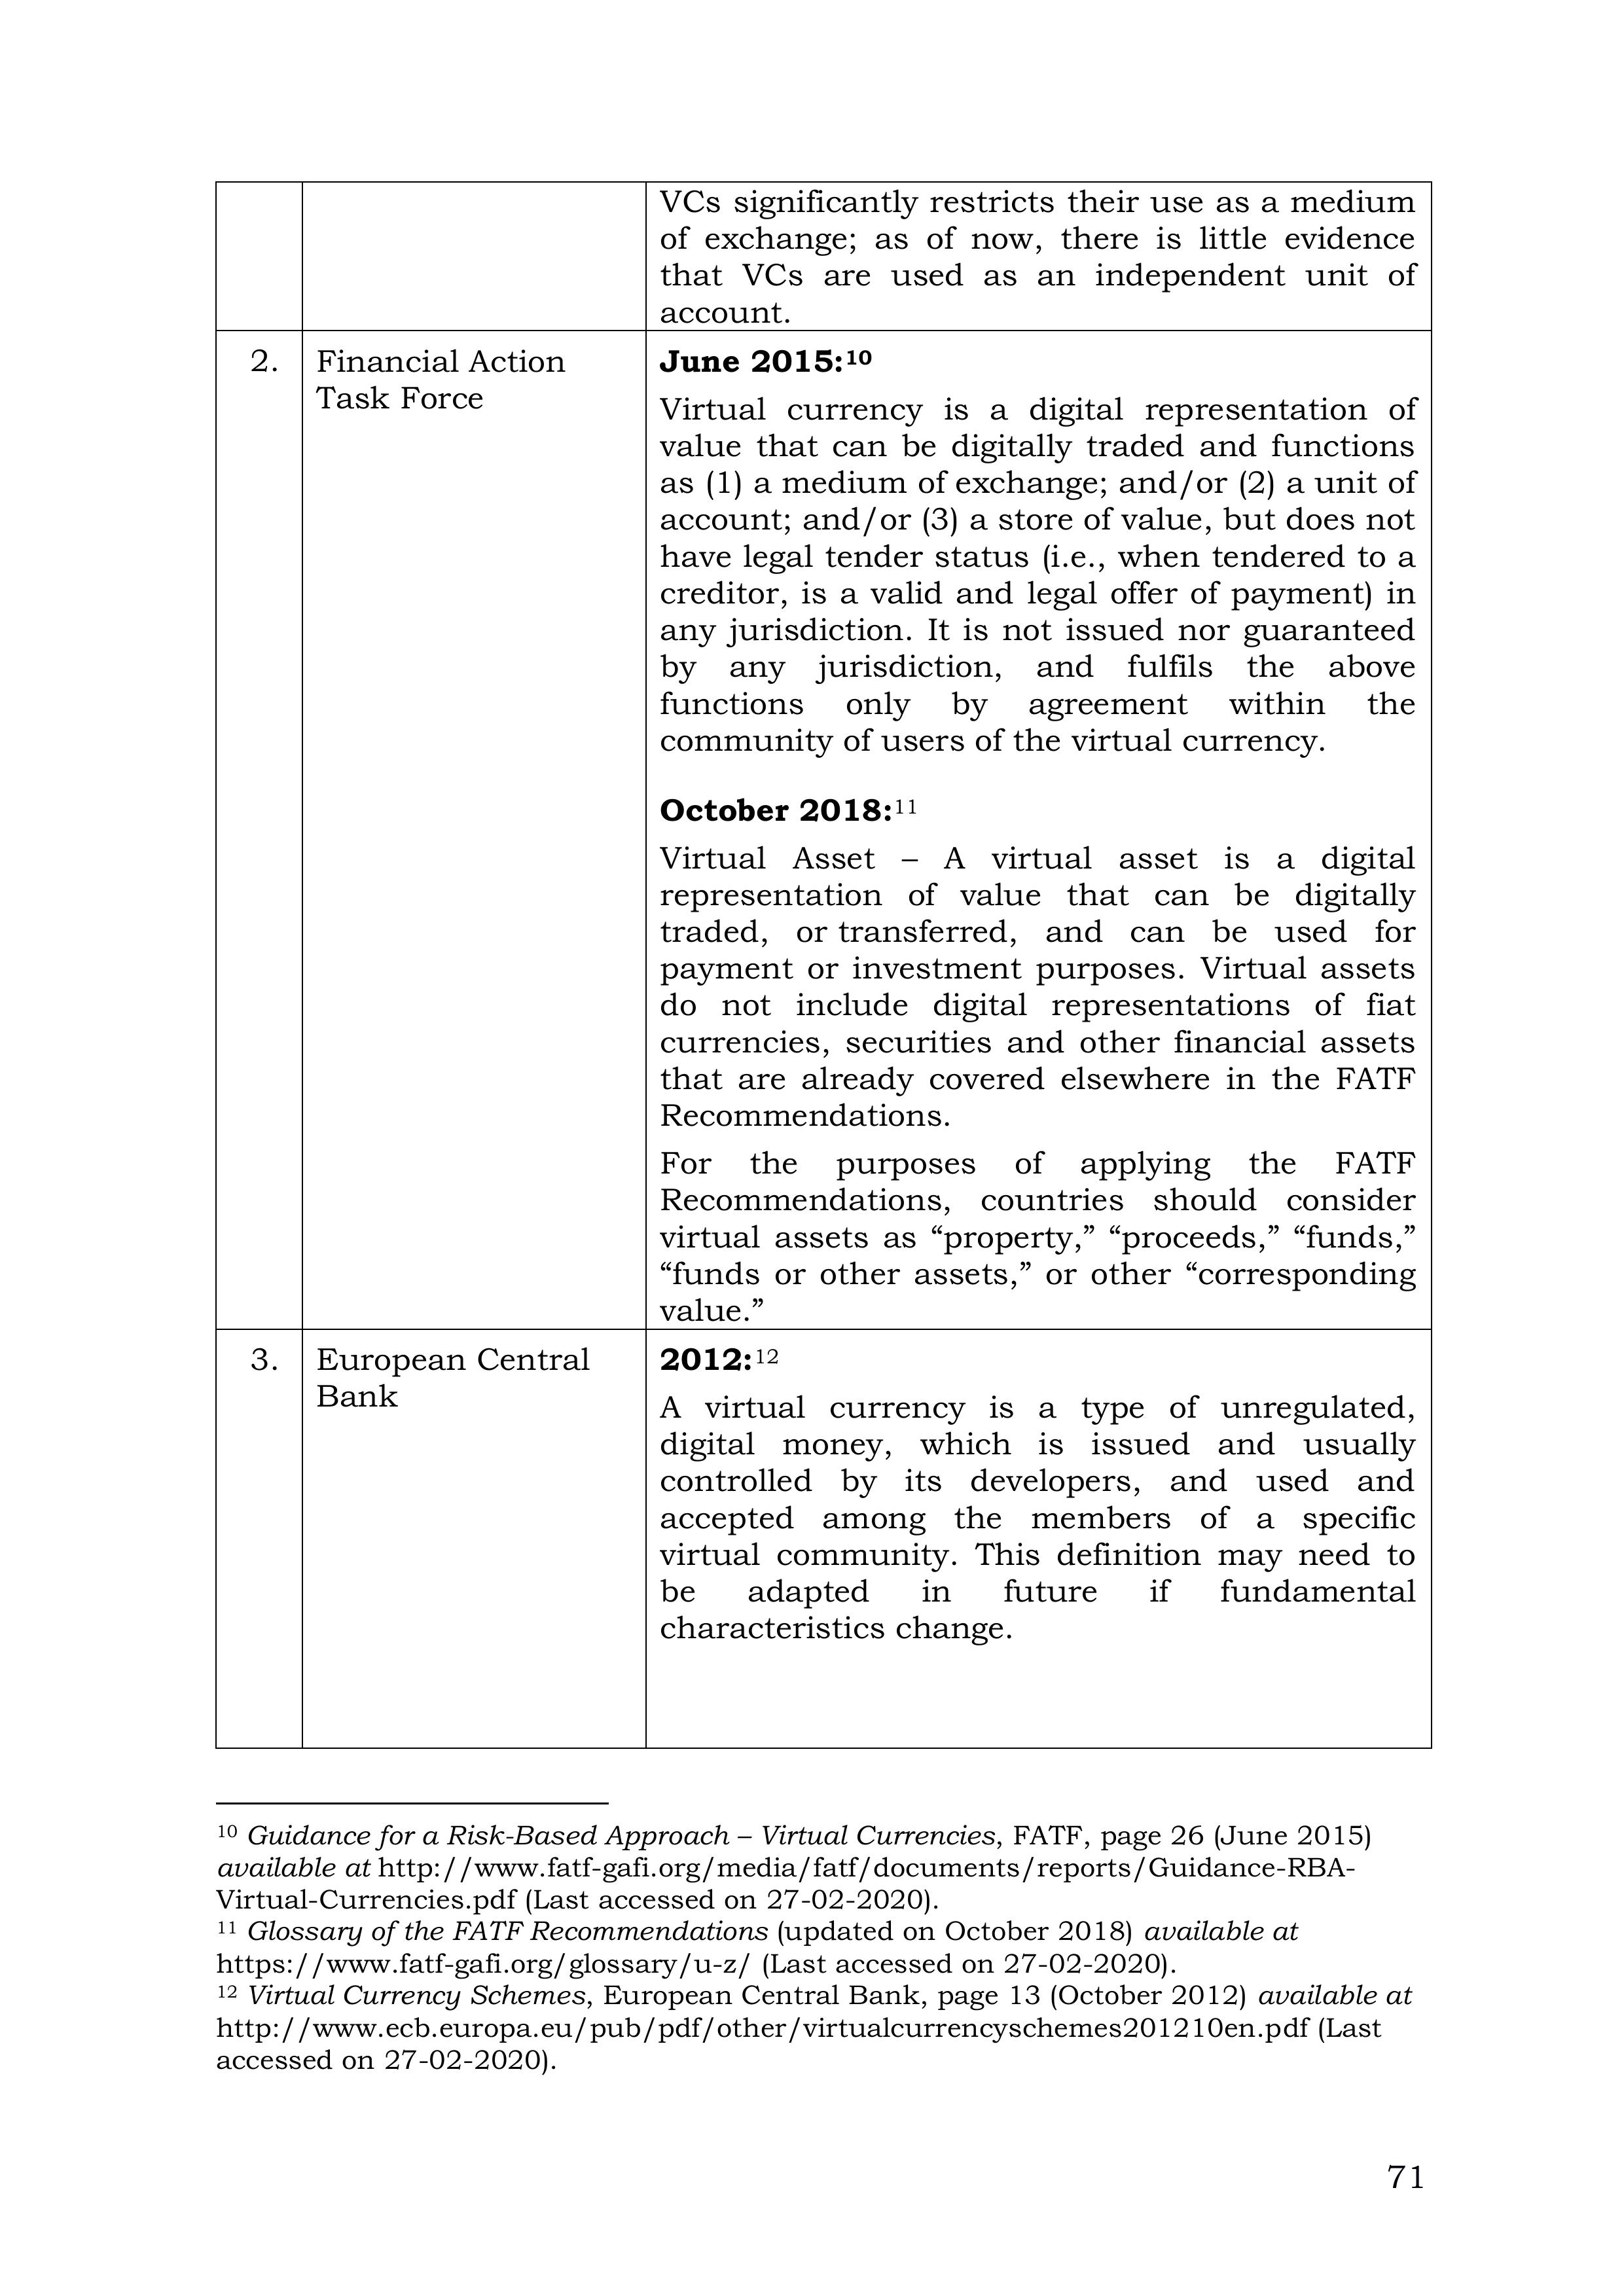 VCs significantly restricts their use as a medium
of exchange; as of now, there is little evidence
that VCs are used as an independent unit of
account.
2.
Financial Action
Task Force
June 2015:10
Virtual currency is a digital representation of
value that can be digitally traded and functions
as (1) a medium of exchange; and/or (2) a unit of
account; and/or (3) a store of value, but does not
have legal tender status (i.e., when tendered to a
creditor, is a valid and legal offer of payment) in
any jurisdiction. It is not issued nor guaranteed
by any jurisdiction, and fulfils the above
functions only by agreement within the
community of users of the virtual currency.
October 2018:11
Virtual Asset – A virtual asset is a digital
representation of value that can be digitally
traded, or transferred, and can be used for
payment or investment purposes. Virtual assets
do not include digital representations of fiat
currencies, securities and other financial assets
that are already covered elsewhere in the FATF
Recommendations.
For the purposes of applying the FATF
Recommendations, countries should consider
virtual assets as “property,” “proceeds,” “funds,”
“funds or other assets,” or other “corresponding
value.”
3.
European Central
Bank
2012:12
A virtual currency is a type of unregulated,
digital money, which is issued and usually
controlled by its developers, and used and
accepted among the members of a specific
virtual community. This definition may need to
be adapted in future if fundamental
characteristics change.
10 Guidance for a Risk-Based Approach – Virtual Currencies, FATF, page 26 (June 2015)
available at http://www.fatf-gafi.org/media/fatf/documents/reports/Guidance-RBA-
Virtual-Currencies.pdf (Last accessed on 27-02-2020).
11 Glossary of the FATF Recommendations (updated on October 2018) available at
https://www.fatf-gafi.org/glossary/u-z/ (Last accessed on 27-02-2020).
12 Virtual Currency Schemes, European Central Bank, page 13 (October 2012) available at
http://www.ecb.europa.eu/pub/pdf/other/virtualcurrencyschemes201210en.pdf (Last
accessed on 27-02-2020).
71